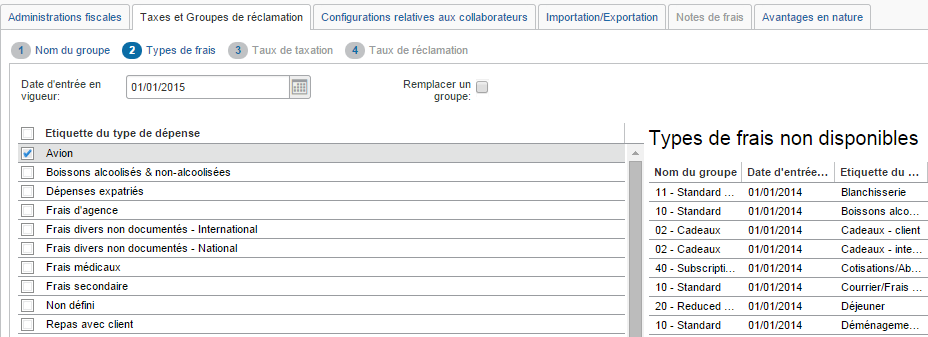 Administrations fiscales Taxes et Groupes de réclamation Configurations relatives aux collaborateurs Importation/Exportation Notes de frais Avantages en nature
1 Nom du groupe 2 Types de frais 3 Taux de taxation 4 Taux de réclamation
Date d'entrée en vigueur: 01/01/2015 Remplacer un groupe:
Etiquette du type de dépense
Avion
Boissons alcoolisés & non-alcoolisées
Dépenses expatriés
Frais d'agence
Frais divers non documentés - International
Frais divers non documentés - National
Frais médicaux
Frais secondaire
Non défini
Repas avec client
Types de frais non disponibles
Nom du groupe Date d'entrée... Etiquette du ...
11 - Standard ... 01/01/2014 Blanchisserie
10 - Standard 01/01/2014 Boissons alco...
02 - Cadeaux 01/01/2014 Cadeaux - client
02 - Cadeaux 01/01/2014 Cadeaux - inte...
40 - Subscripti... 01/01/2014 Cotisations/Ab...
10 - Standard 01/01/2014 Courrier/Frais ...
20 - Reduced ... 01/01/2014 Déjeuner
10 - Standard 01/01/2014 Déménageme...